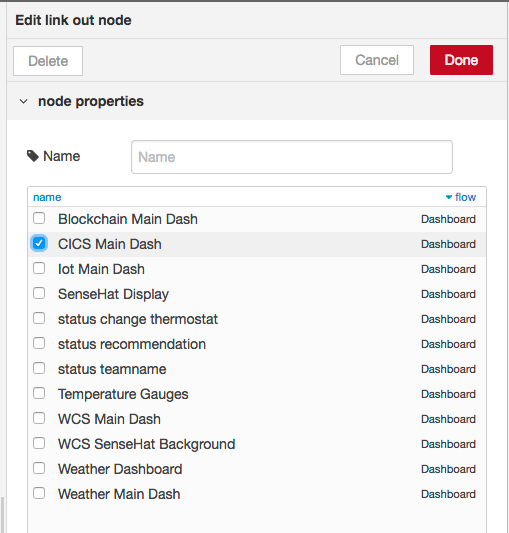 Edit link out node
Delete Cancel Done
node properties
Name Name
name flow
Blockchain Main Dash Dashboard
CICS Main Dash Dashboard
Iot Main Dash Dashboard
SenseHat Display Dashboard
status change thermostat Dashboard
status recommendation Dashboard
status teamname Dashboard
Temperature Gauges Dashboard
WCS Main Dash Dashboard
WCS SenseHat Background Dashboard
Weather Dashboard Dashboard
Weather Main Dash Dashboard